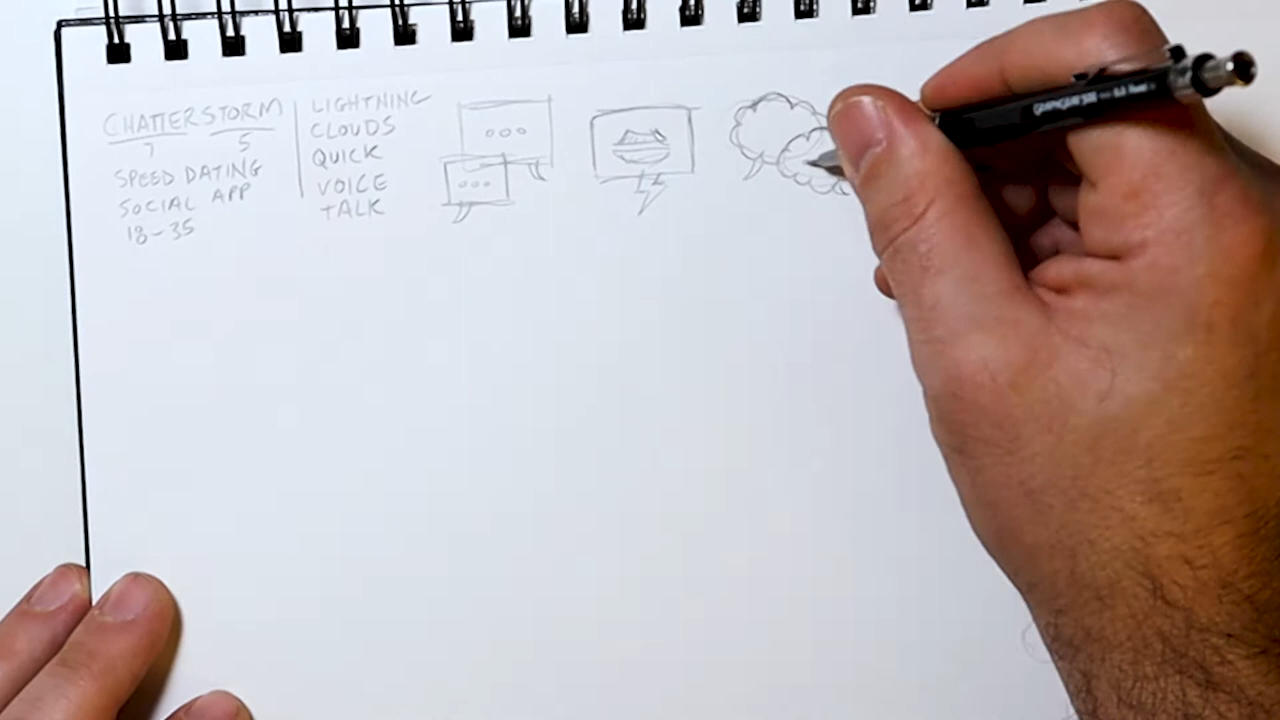 CHATTERSTORM
7 5
SPEED DATING
SOCIAL APP
18-35
LIGHTNING
CLOUDS
QUICK
VOICE
TALK